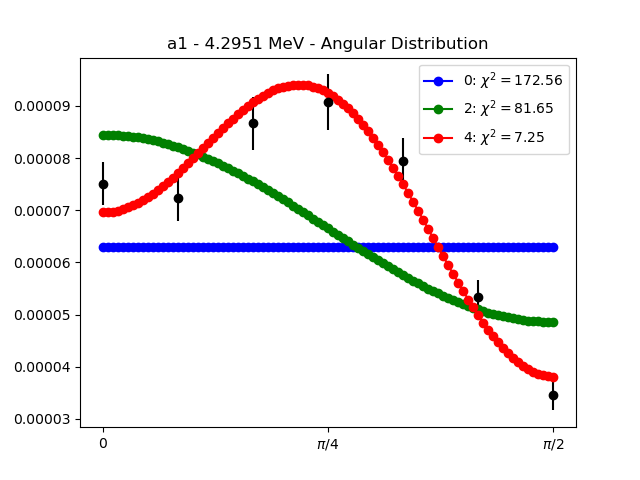 a1 - 4.2951 MeV - Angular Distribution
0: χ² = 172.56
2: χ² = 81.65
4: χ² = 7.25
0.00009
0.00008
0.00007
0.00006
0.00005
0.00004
0.00003
0
π/4
π/2